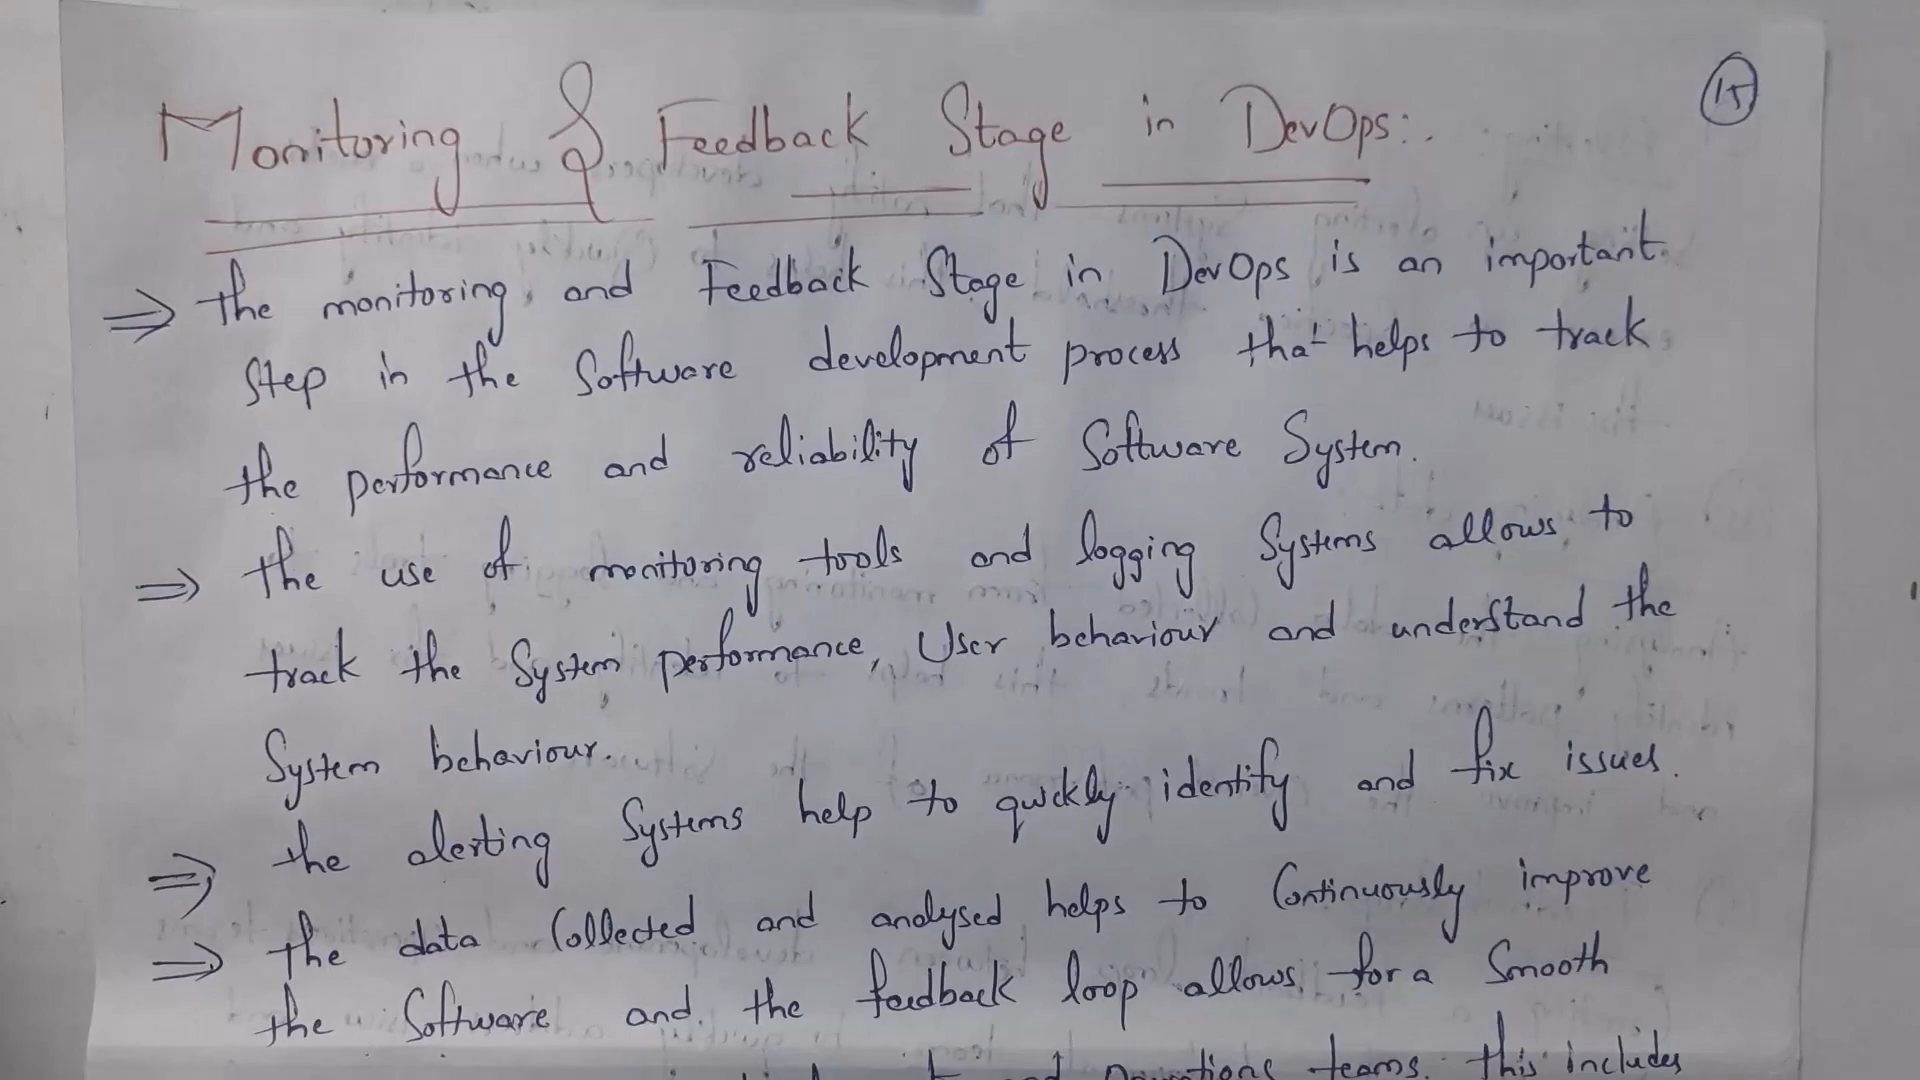 15
Monitoring & Feedback Stage in DevOps:.
⇒ the monitoring and Feedback Stage in DevOps is an important
Step in the Software development process that helps to track
the performance and reliability of Software System.
⇒ the use of monitoring tools and logging Systems allows to
track the System performance, User behaviour and understand the
System behaviour.
⇒ the alerting Systems help to quickly identify and fix issues.
⇒ the data Collected and analysed helps to Continuously improve
the Software and the feedback loop allows for a Smooth
operations teams. this includes